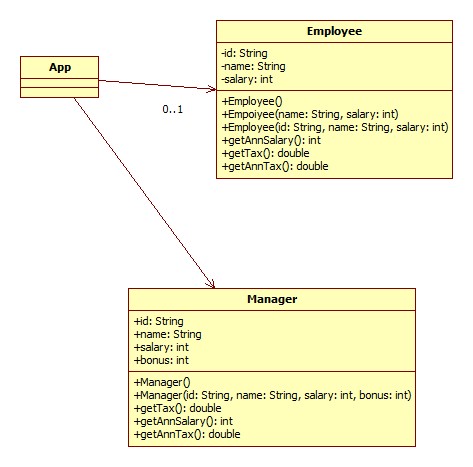 Employee
-id: String
-name: String
-salary: int
+Employee()
+Empoiyee(name: String, salary: int)
+Employee(id: String, name: String, salary: int)
+getAnnSalary(): int
+getTax(): double
+getAnnTax(): double
App
0..1
Manager
+id: String
+name: String
+salary: int
+bonus: int
+Manager()
+Manager(id: String, name: String, salary: int, bonus: int)
+getTax(): double
+getAnnSalary(): int
+getAnnTax(): double